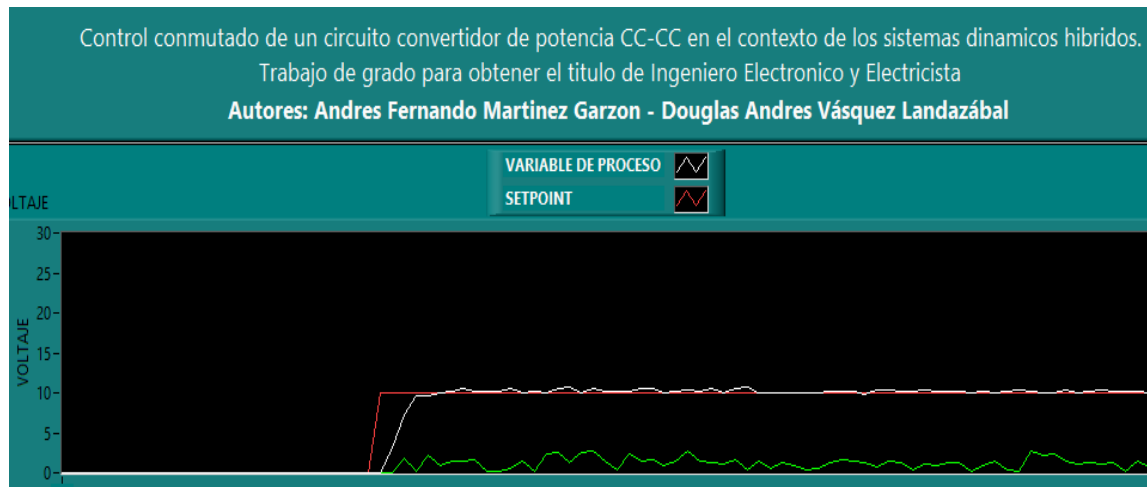 Control conmutado de un circuito convertidor de potencia CC-CC en el contexto de los sistemas dinamicos hibridos.
Trabajo de grado para obtener el titulo de Ingeniero Electronico y Electricista
Autores: Andres Fernando Martinez Garzon - Douglas Andres Vásquez Landazábal
VARIABLE DE PROCESO
SETPOINT
OLTAJE
30
25
20
15
10
5
0
VOLTAJE